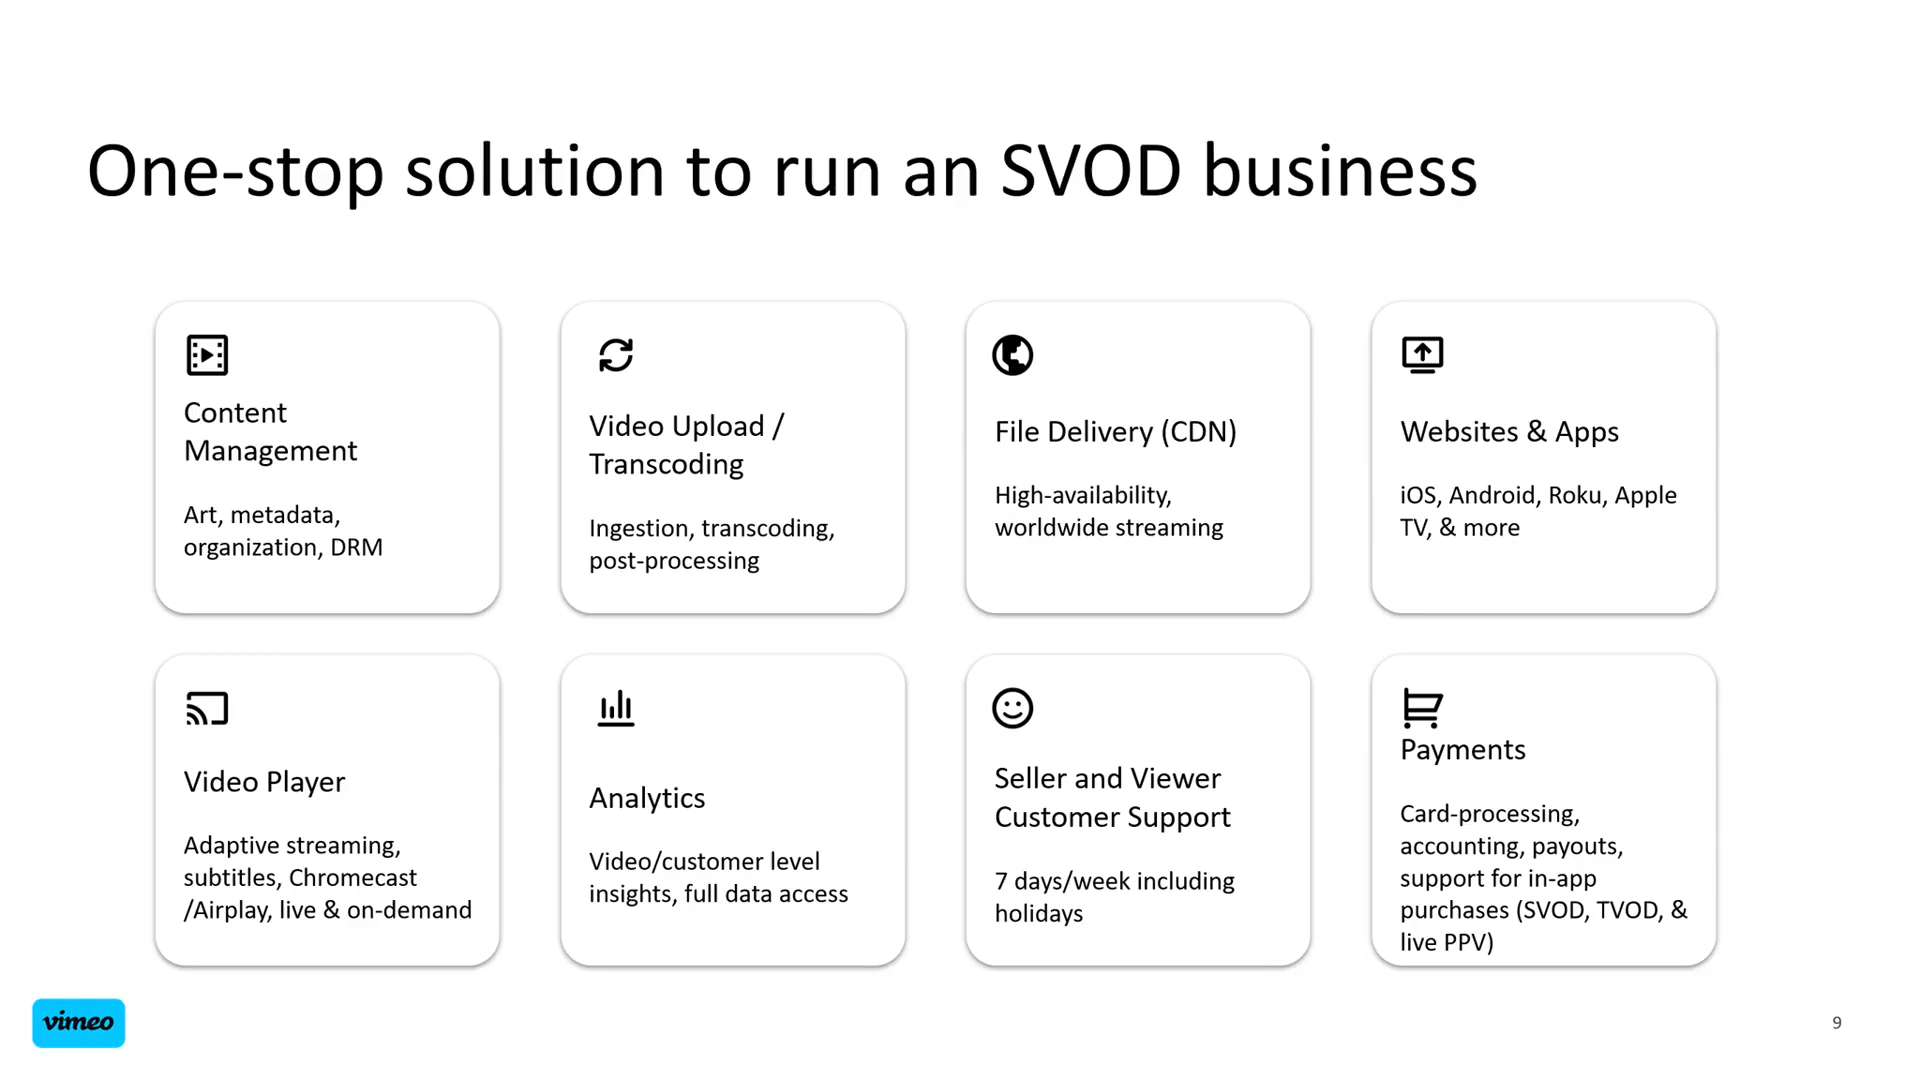 One-stop solution to run an SVOD business
Content
Management
Art, metadata,
organization, DRM
Video Upload /
Transcoding
Ingestion, transcoding,
post-processing
File Delivery (CDN)
High-availability,
worldwide streaming
Websites & Apps
iOS, Android, Roku, Apple
TV, & more
Video Player
Adaptive streaming,
subtitles, Chromecast
/Airplay, live & on-demand
Analytics
Video/customer level
insights, full data access
Seller and Viewer
Customer Support
7 days/week including
holidays
Payments
Card-processing,
accounting, payouts,
support for in-app
purchases (SVOD, TVOD, &
live PPV)
vimeo
9